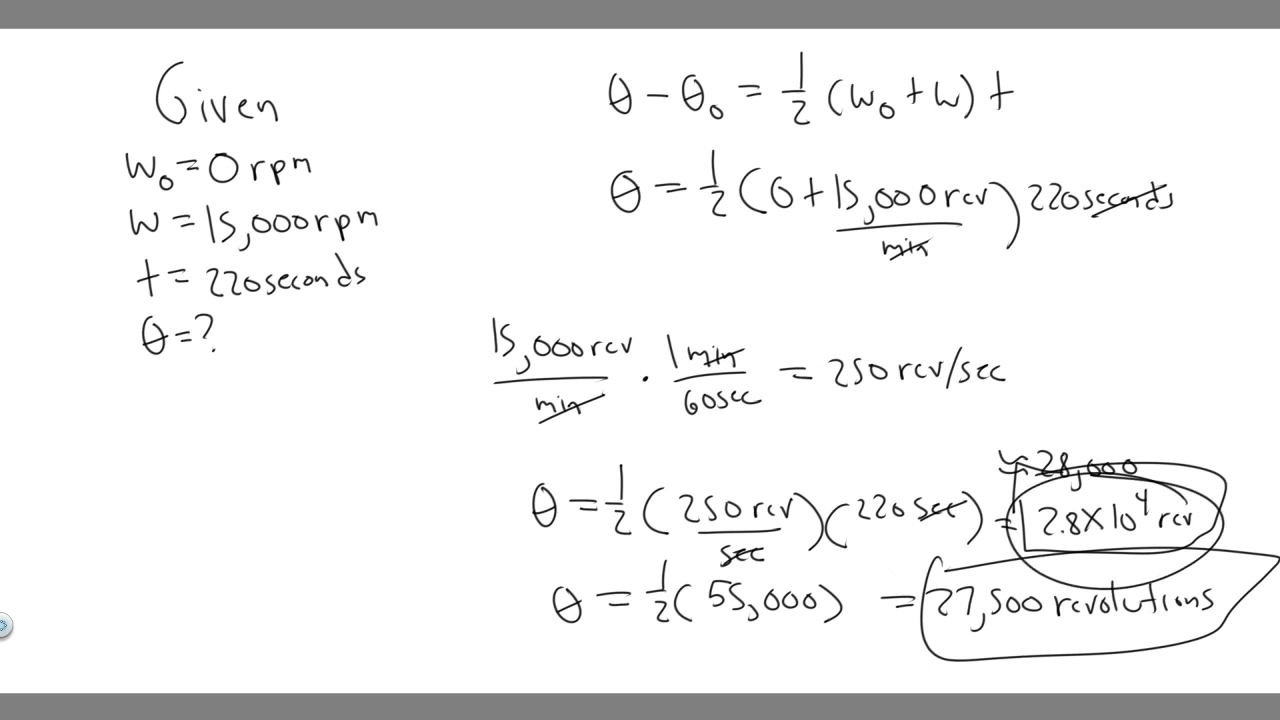 Given
w₀ = 0 rpm
w = 15,000 rpm
t = 220 seconds
θ = ?
θ - θ₀ = 1/2 (w₀ + w) t
θ = 1/2 (0 + 15,000 rev/min) 220 seconds
15,000 rev/min · 1 min/60 sec = 250 rev/sec
≈ 28,000
θ = 1/2 (250 rev/sec)(220 sec) = 2.8 X 10⁴ rev
θ = 1/2 (55,000) = 27,500 revolutions